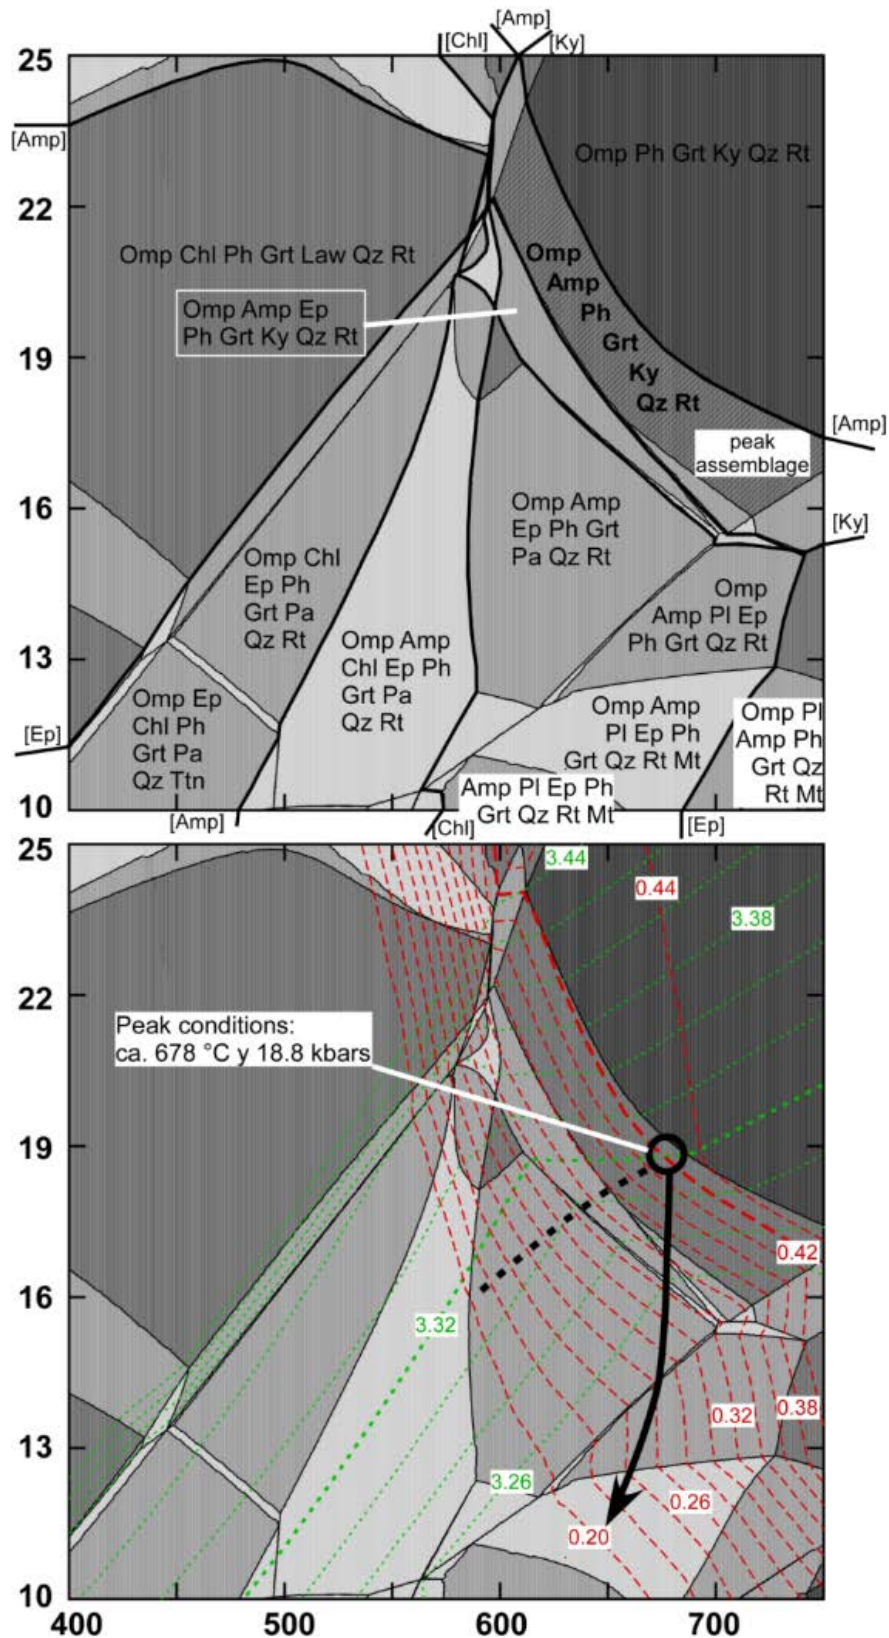 [Amp]
[Chl]
[Ky]
25
[Amp]
Omp Ph Grt Ky Qz Rt
22
Omp Chl Ph Grt Law Qz Rt
Omp
Amp
Ph
Grt
Ky
Qz Rt
Omp Amp Ep
Ph Grt Ky Qz Rt
19
[Amp]
peak
assemblage
16
[Ky]
Omp Amp
Ep Ph Grt
Pa Qz Rt
Omp Chl
Ep Ph
Grt Pa
Qz Rt
Omp
Amp Pl Ep
Ph Grt Qz Rt
13
Omp Amp
Chl Ep Ph
Grt Pa
Qz Rt
Omp Ep
Chl Ph
Grt Pa
Qz Ttn
Omp Amp
Pl Ep Ph
Grt Qz Rt Mt
Omp Pl
Amp Ph
Grt Qz
Rt Mt
[Ep]
Amp Pl Ep Ph
Grt Qz Rt Mt
10
[Amp]
[Chl]
[Ep]
25
3.44
0.44
3.38
22
Peak conditions:
ca. 678 °C y 18.8 kbars
19
0.42
16
3.32
0.38
0.32
13
3.26
0.26
0.20
10
400
500
600
700